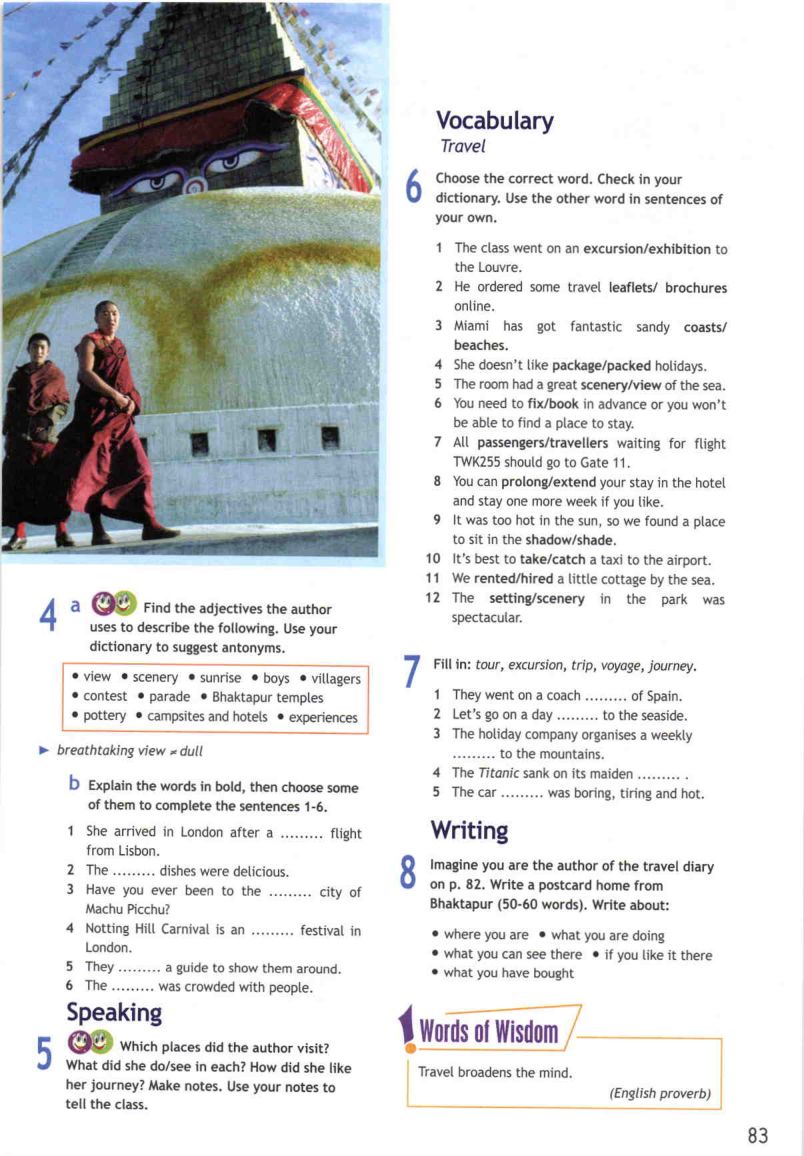 4 a Find the adjectives the author
uses to describe the following. Use your
dictionary to suggest antonyms.
• view • scenery • sunrise • boys • villagers
• contest • parade • Bhaktapur temples
• pottery • campsites and hotels • experiences
► breathtaking view ≠ dull
b Explain the words in bold, then choose some
of them to complete the sentences 1-6.
1 She arrived in London after a ......... flight
from Lisbon.
2 The ......... dishes were delicious.
3 Have you ever been to the ......... city of
Machu Picchu?
4 Notting Hill Carnival is an ......... festival in
London.
5 They ......... a guide to show them around.
6 The ......... was crowded with people.
Speaking
5 Which places did the author visit?
What did she do/see in each? How did she like
her journey? Make notes. Use your notes to
tell the class.
Vocabulary
Travel
6 Choose the correct word. Check in your
dictionary. Use the other word in sentences of
your own.
1 The class went on an excursion/exhibition to
the Louvre.
2 He ordered some travel leaflets/ brochures
online.
3 Miami has got fantastic sandy coasts/
beaches.
4 She doesn't like package/packed holidays.
5 The room had a great scenery/view of the sea.
6 You need to fix/book in advance or you won't
be able to find a place to stay.
7 All passengers/travellers waiting for flight
TWK255 should go to Gate 11.
8 You can prolong/extend your stay in the hotel
and stay one more week if you like.
9 It was too hot in the sun, so we found a place
to sit in the shadow/shade.
10 It's best to take/catch a taxi to the airport.
11 We rented/hired a little cottage by the sea.
12 The setting/scenery in the park was
spectacular.
7 Fill in: tour, excursion, trip, voyage, journey.
1 They went on a coach ......... of Spain.
2 Let's go on a day ......... to the seaside.
3 The holiday company organises a weekly
......... to the mountains.
4 The Titanic sank on its maiden ......... .
5 The car ......... was boring, tiring and hot.
Writing
8 Imagine you are the author of the travel diary
on p. 82. Write a postcard home from
Bhaktapur (50-60 words). Write about:
• where you are • what you are doing
• what you can see there • if you like it there
• what you have bought
! Words of Wisdom
Travel broadens the mind.
(English proverb)
83